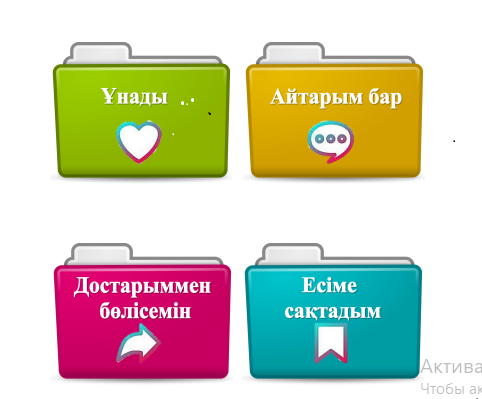 Ұнады
Айтарым бар
Достарыммен
бөлісемін
Есіме
сақтадым
Актива
Чтобы ак